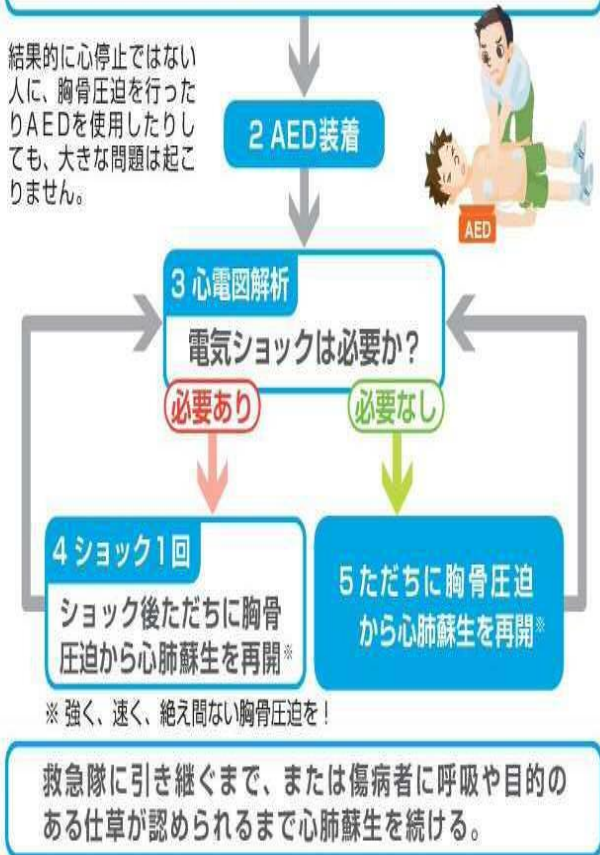 結果的に心停止ではない
人に、胸骨圧迫を行った
りAEDを使用したりし
ても、大きな問題は起こ
りません。
2 AED装着
AED
3 心電図解析
電気ショックは必要か?
必要あり
必要なし
4 ショック1回
ショック後ただちに胸骨
圧迫から心肺蘇生を再開※
5 ただちに胸骨圧迫
から心肺蘇生を再開※
※ 強く、速く、絶え間ない胸骨圧迫を!
救急隊に引き継ぐまで、または傷病者に呼吸や目的の
ある仕草が認められるまで心肺蘇生を続ける。